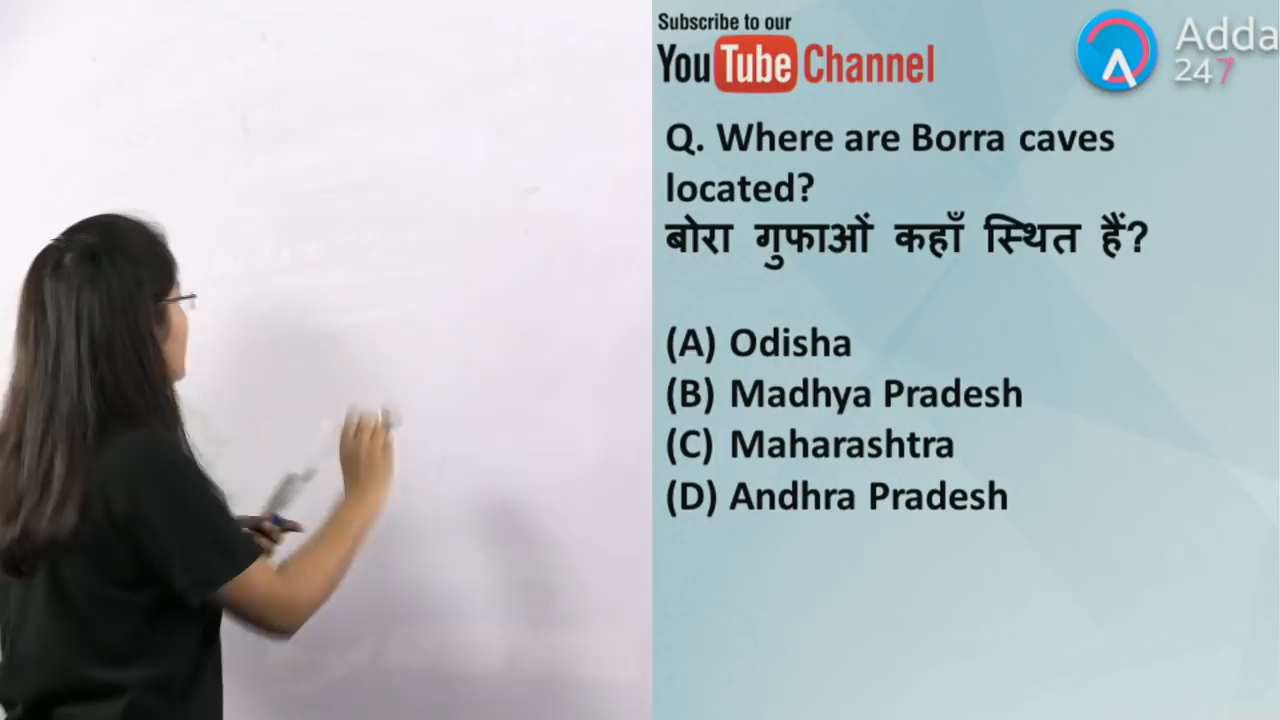 Subscribe to our
YouTube Channel
Adda
247
Q. Where are Borra caves
located?
बोरा गुफाओं कहाँ स्थित हैं?
(A) Odisha
(B) Madhya Pradesh
(C) Maharashtra
(D) Andhra Pradesh